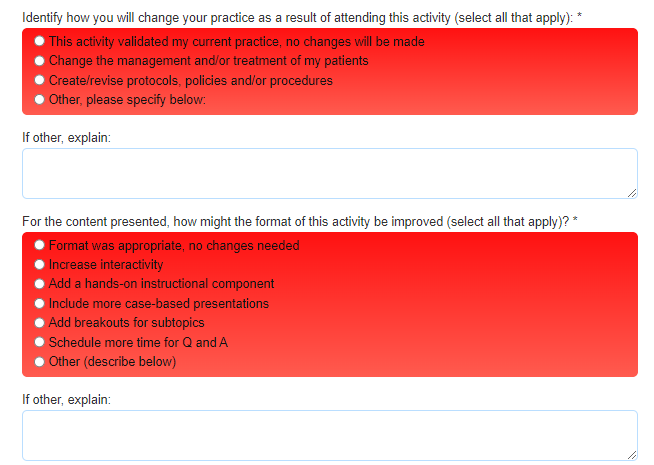 Identify how you will change your practice as a result of attending this activity (select all that apply): *
This activity validated my current practice, no changes will be made
Change the management and/or treatment of my patients
Create/revise protocols, policies and/or procedures
Other, please specify below:
If other, explain:
For the content presented, how might the format of this activity be improved (select all that apply)? *
Format was appropriate, no changes needed
Increase interactivity
Add a hands-on instructional component
Include more case-based presentations
Add breakouts for subtopics
Schedule more time for Q and A
Other (describe below)
If other, explain: